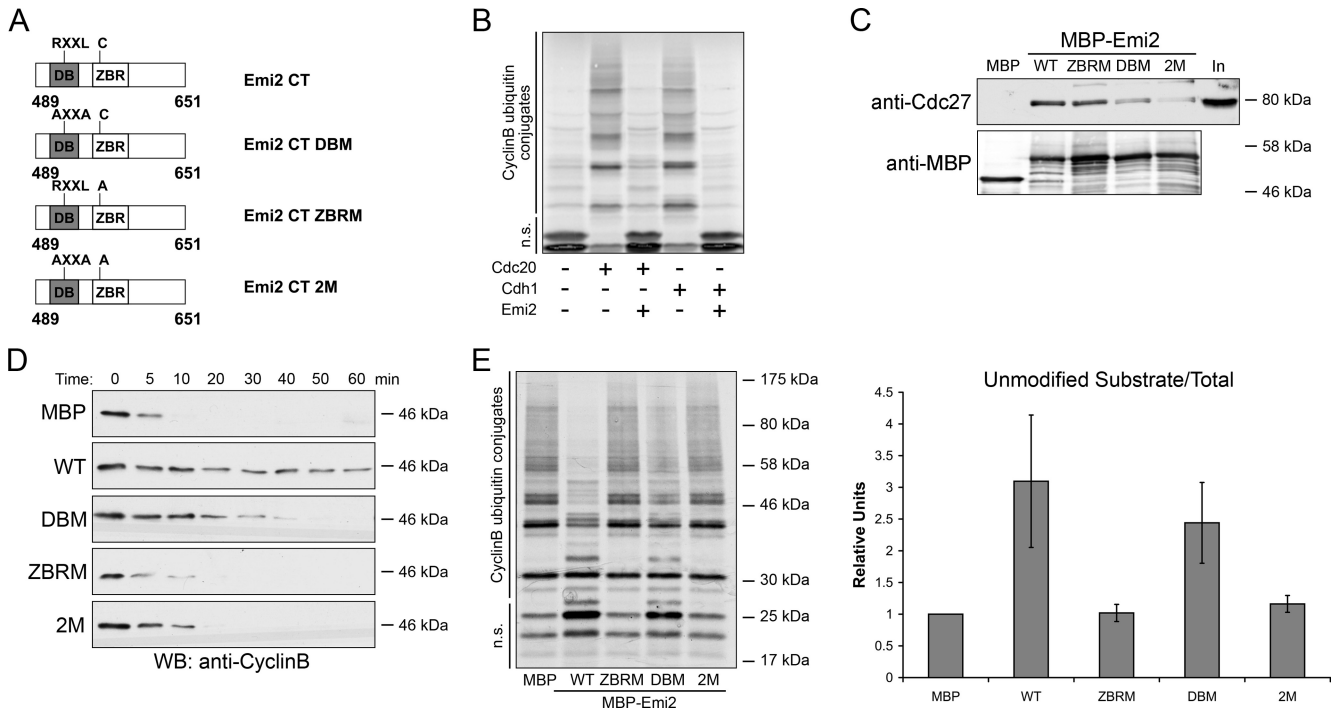 A
RXXL C
DB ZBR
489 651
Emi2 CT
AXXA C
DB ZBR
489 651
Emi2 CT DBM
RXXL A
DB ZBR
489 651
Emi2 CT ZBRM
AXXA A
DB ZBR
489 651
Emi2 CT 2M
B
CyclinB ubiquitin
conjugates
n.s.
Cdc20 - + + - -
Cdh1 - - - + +
Emi2 - - + - +
C
MBP-Emi2
MBP WT ZBRM DBM 2M In
anti-Cdc27
80 kDa
anti-MBP
58 kDa
46 kDa
D
Time: 0 5 10 20 30 40 50 60 min
MBP 46 kDa
WT 46 kDa
DBM 46 kDa
ZBRM 46 kDa
2M 46 kDa
WB: anti-CyclinB
E
CyclinB ubiquitin conjugates
n.s.
175 kDa
80 kDa
58 kDa
46 kDa
30 kDa
25 kDa
17 kDa
MBP WT ZBRM DBM 2M
MBP-Emi2
Unmodified Substrate/Total
Relative Units
4.5
4
3.5
3
2.5
2
1.5
1
0.5
0
MBP WT ZBRM DBM 2M